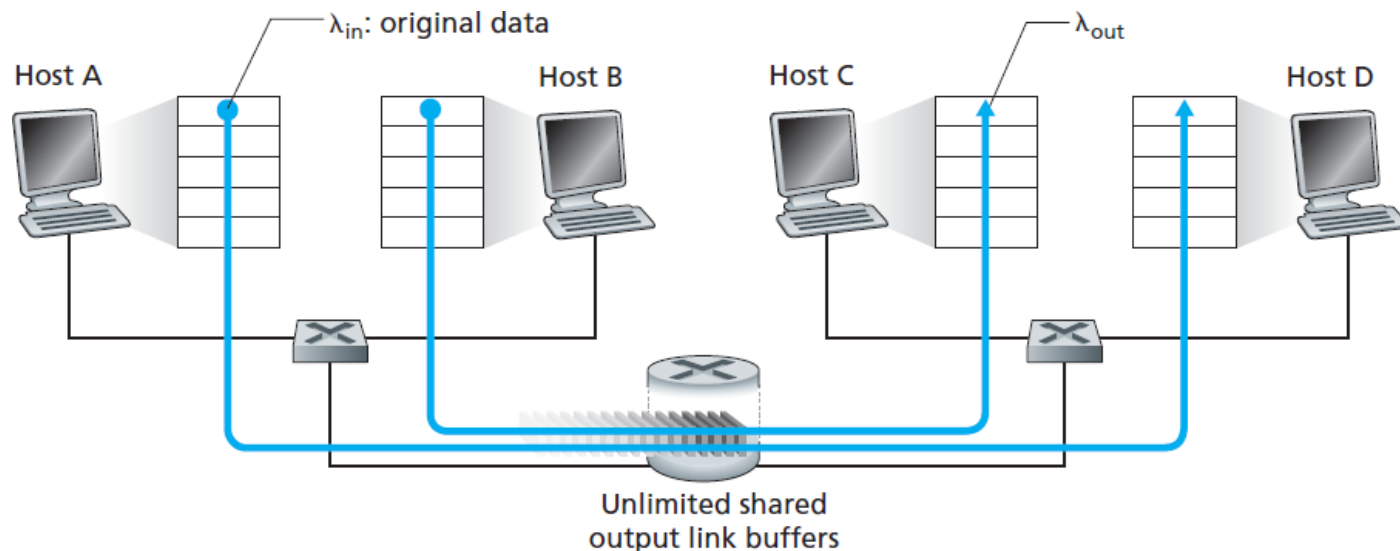 λin: original data
λout
Host A
Host B
Host C
Host D
Unlimited shared
output link buffers